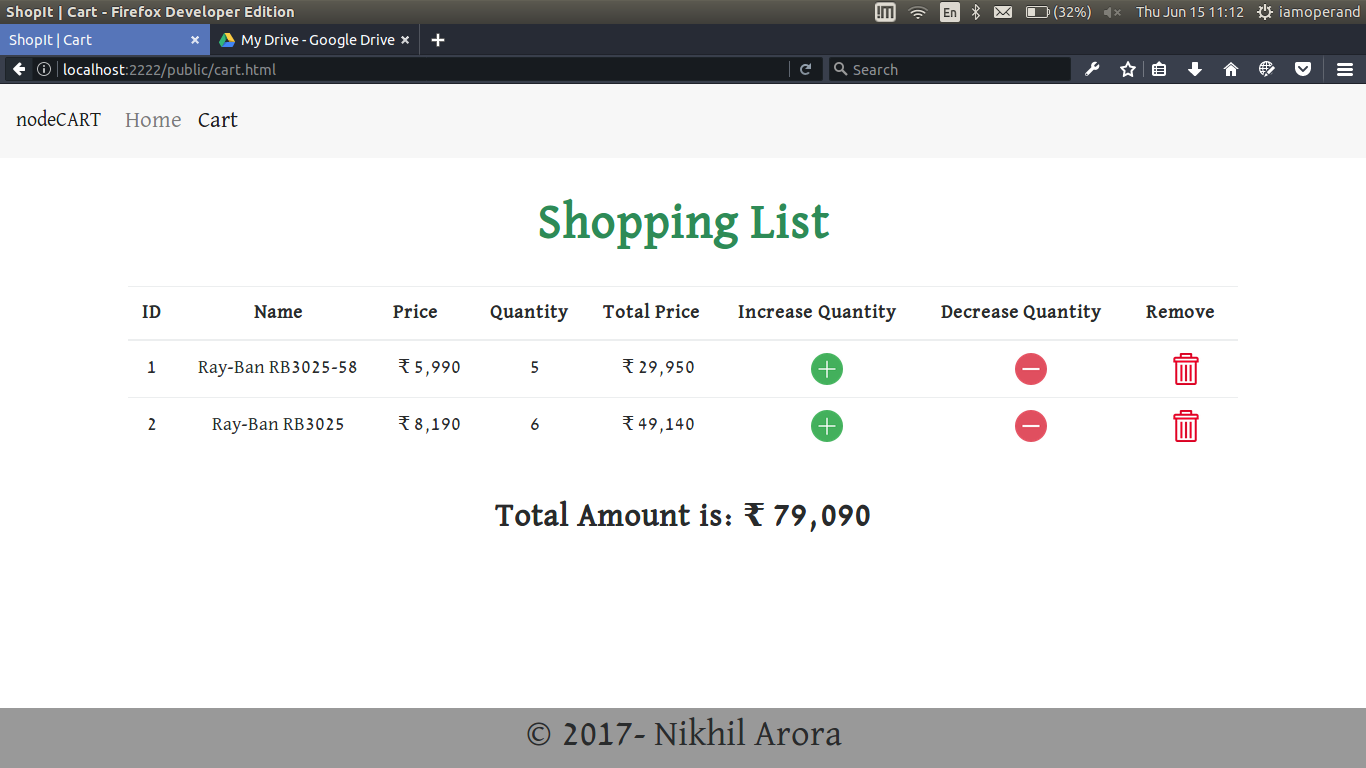 ShopIt | Cart - Firefox Developer Edition
En (32%) Thu Jun 15 11:12 iamoperand
ShopIt | Cart × My Drive - Google Drive ×
localhost:2222/public/cart.html Search
nodeCART Home Cart
Shopping List
ID Name Price Quantity Total Price Increase Quantity Decrease Quantity Remove
1 Ray-Ban RB3025-58 ₹ 5,990 5 ₹ 29,950
2 Ray-Ban RB3025 ₹ 8,190 6 ₹ 49,140
Total Amount is: ₹ 79,090
© 2017- Nikhil Arora